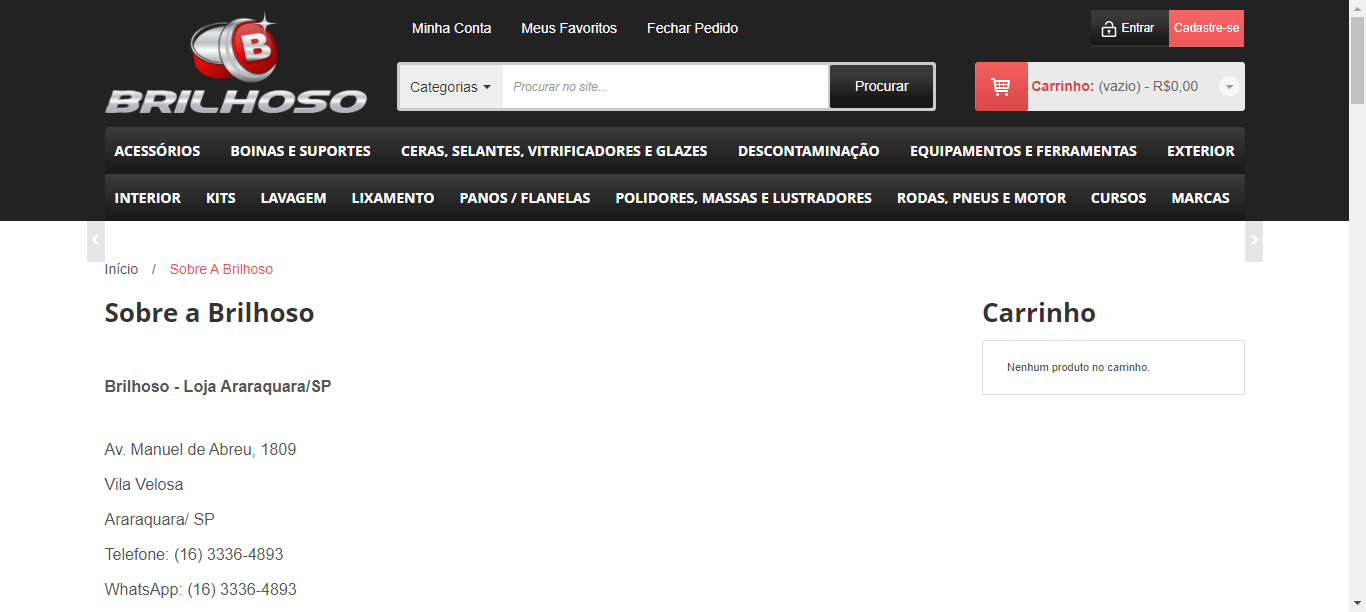 B
BRILHOSO
Minha Conta Meus Favoritos Fechar Pedido
Entrar Cadastre-se
Categorias Procurar no site... Procurar
Carrinho: (vazio) - R$0,00
ACESSÓRIOS BOINAS E SUPORTES CERAS, SELANTES, VITRIFICADORES E GLAZES DESCONTAMINAÇÃO EQUIPAMENTOS E FERRAMENTAS EXTERIOR
INTERIOR KITS LAVAGEM LIXAMENTO PANOS / FLANELAS POLIDORES, MASSAS E LUSTRADORES RODAS, PNEUS E MOTOR CURSOS MARCAS
Início / Sobre A Brilhoso
Sobre a Brilhoso
Brilhoso - Loja Araraquara/SP
Av. Manuel de Abreu, 1809
Vila Velosa
Araraquara/ SP
Telefone: (16) 3336-4893
WhatsApp: (16) 3336-4893
Carrinho
Nenhum produto no carrinho.